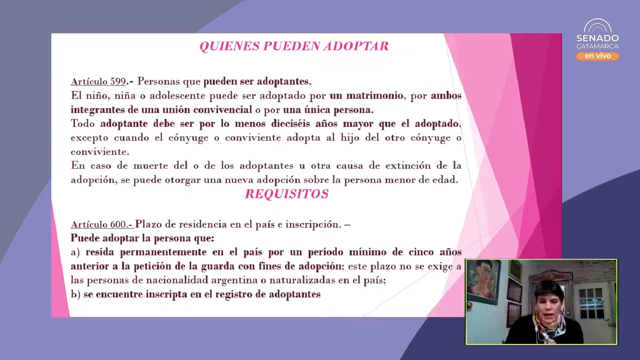 QUIENES PUEDEN ADOPTAR
SENADO
CATAMARCA
en vivo
Artículo 599.- Personas que pueden ser adoptantes.
El niño, niña o adolescente puede ser adoptado por un matrimonio, por ambos
integrantes de una unión convivencial o por una única persona.
Todo adoptante debe ser por lo menos dieciséis años mayor que el adoptado,
excepto cuando el cónyuge o conviviente adopta al hijo del otro cónyuge o
conviviente.
En caso de muerte del o de los adoptantes u otra causa de extinción de la
adopción, se puede otorgar una nueva adopción sobre la persona menor de edad.
REQUISITOS
Artículo 600.- Plazo de residencia en el país e inscripción. –
Puede adoptar la persona que:
a) resida permanentemente en el país por un período mínimo de cinco años
anterior a la petición de la guarda con fines de adopción; este plazo no se exige a
las personas de nacionalidad argentina o naturalizadas en el país;
b) se encuentre inscripta en el registro de adoptantes